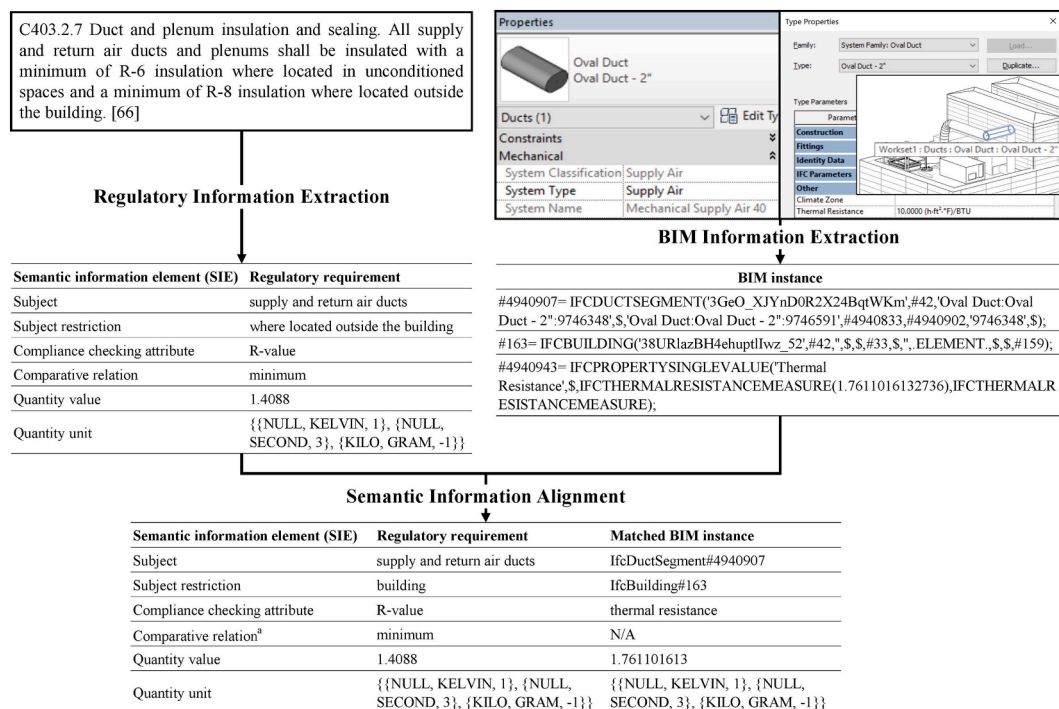 C403.2.7 Duct and plenum insulation and sealing. All supply
and return air ducts and plenums shall be insulated with a
minimum of R-6 insulation where located in unconditioned
spaces and a minimum of R-8 insulation where located outside
the building. [66]
Properties
Oval Duct
Oval Duct - 2"
Ducts (1)
Edit Ty
Constraints
Mechanical
System Classification Supply Air
System Type Supply Air
System Name Mechanical Supply Air 40
Type Properties
Family: System Family: Oval Duct Load...
Type: Oval Duct - 2" Duplicate...
Type Parameters
Paramet
Construction
Fittings
Identity Data
IFC Parameters
Other
Climate Zone
Thermal Resistance 10.0000 (h·ft²·°F)/BTU
Workset1 : Ducts : Oval Duct : Oval Duct - 2"
Regulatory Information Extraction
BIM Information Extraction
Semantic information element (SIE) Regulatory requirement
Subject supply and return air ducts
Subject restriction where located outside the building
Compliance checking attribute R-value
Comparative relation minimum
Quantity value 1.4088
Quantity unit {{NULL, KELVIN, 1}, {NULL,
SECOND, 3}, {KILO, GRAM, -1}}
BIM instance
#4940907= IFCDUCTSEGMENT('3GeO_XJYnD0R2X24BqtWKm',#42,'Oval Duct:Oval
Duct - 2":9746348',$,'Oval Duct:Oval Duct - 2":9746591',#4940833,#4940902,'9746348',$);
#163= IFCBUILDING('38URlazBH4ehuptlIwz_52',#42,'',$,$,#33,$,'',.ELEMENT.,$,$,#159);
#4940943= IFCPROPERTYSINGLEVALUE('Thermal
Resistance',$,IFCTHERMALRESISTANCEMEASURE(1.7611016132736),IFCTHERMALR
ESISTANCEMEASURE);
Semantic Information Alignment
Semantic information element (SIE) Regulatory requirement Matched BIM instance
Subject supply and return air ducts IfcDuctSegment#4940907
Subject restriction building IfcBuilding#163
Compliance checking attribute R-value thermal resistance
Comparative relationᵃ minimum N/A
Quantity value 1.4088 1.761101613
Quantity unit {{NULL, KELVIN, 1}, {NULL, {{NULL, KELVIN, 1}, {NULL,
SECOND, 3}, {KILO, GRAM, -1}} SECOND, 3}, {KILO, GRAM, -1}}